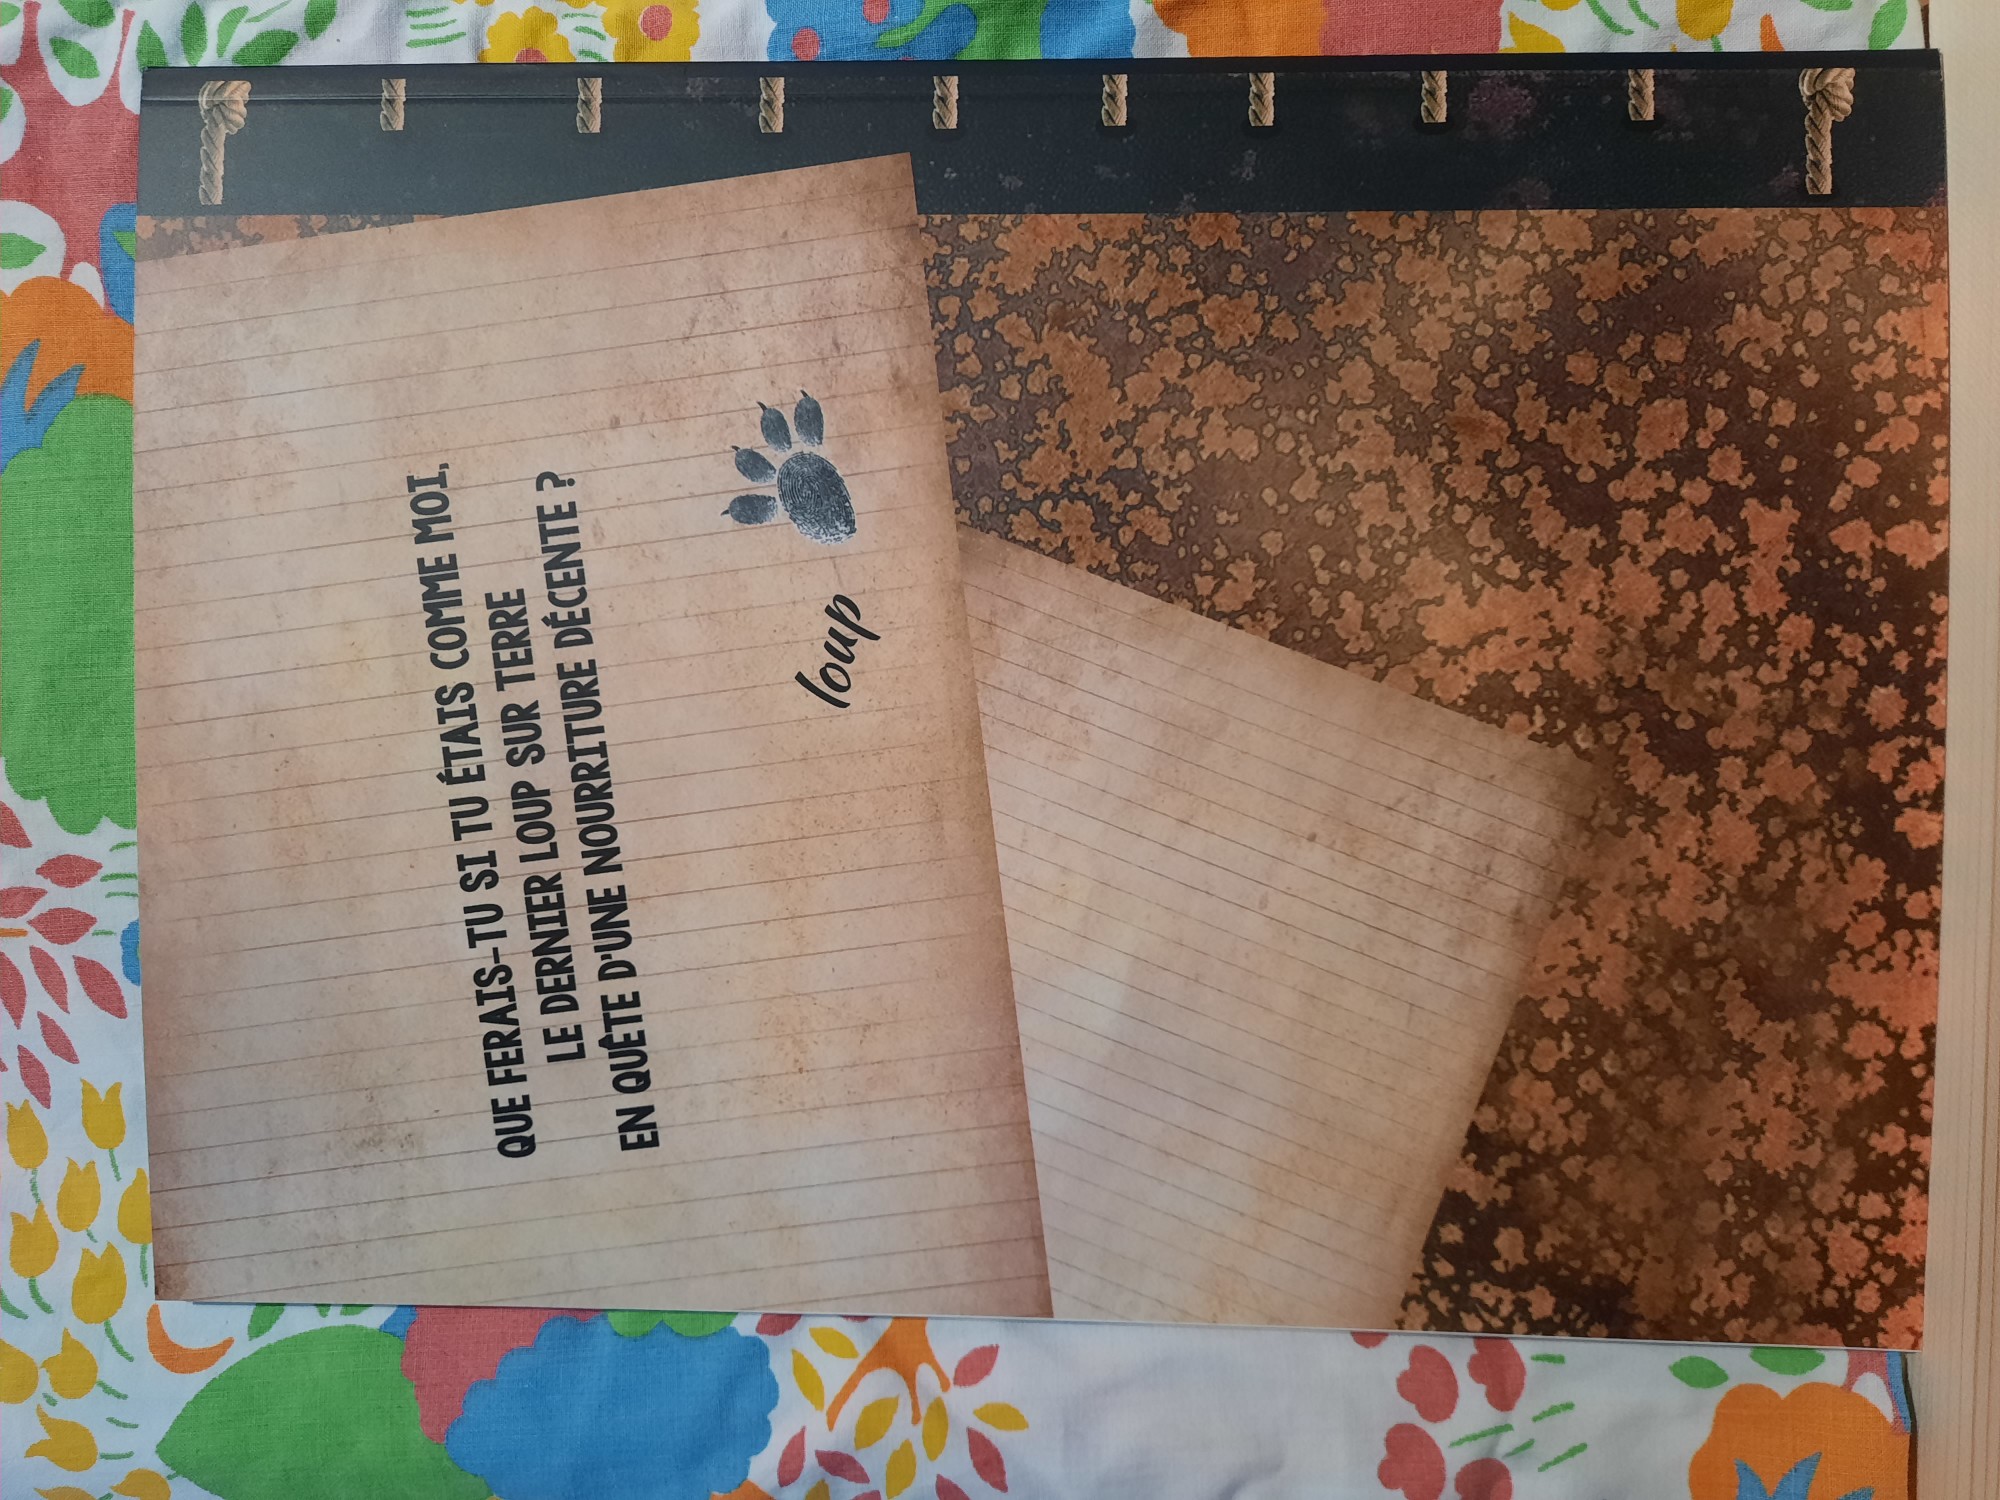 QUE FERAIS-TU SI TU ÉTAIS COMME MOI,
LE DERNIER LOUP SUR TERRE
EN QUÊTE D'UNE NOURRITURE DÉCENTE ?
loup